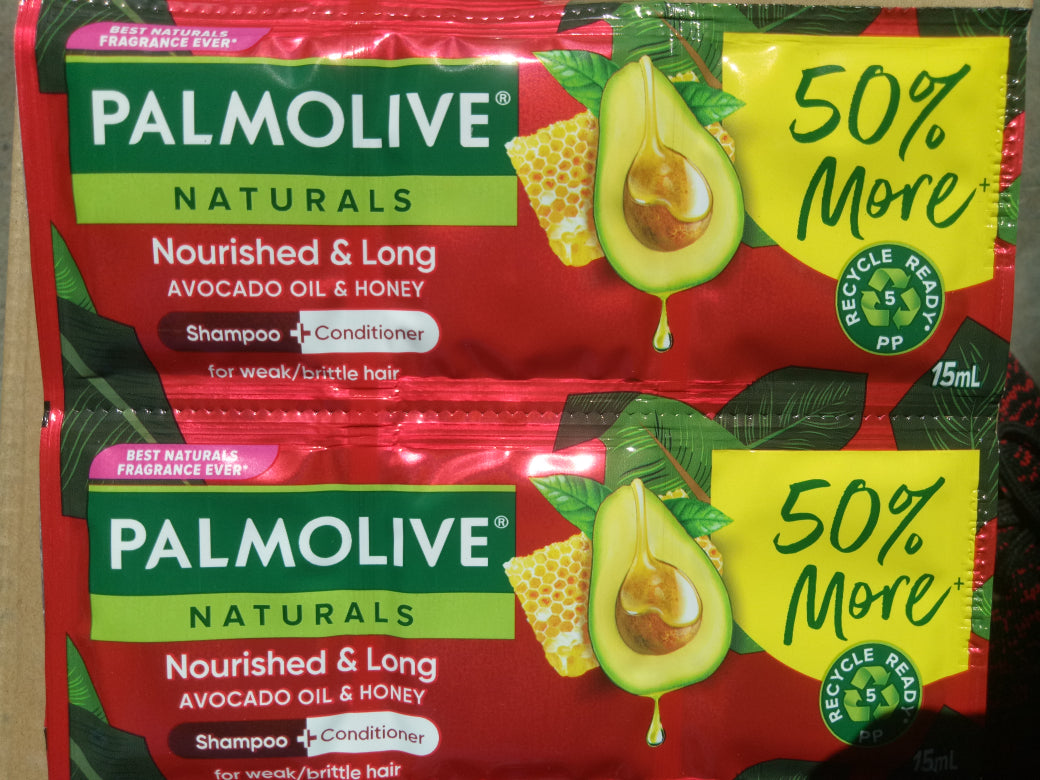 BEST NATURALS
FRAGRANCE EVER*
PALMOLIVE®
NATURALS
Nourished & Long
AVOCADO OIL & HONEY
Shampoo + Conditioner
for weak/brittle hair
50%
More+
RECYCLE READY*
5
PP
15mL
BEST NATURALS
FRAGRANCE EVER*
PALMOLIVE®
NATURALS
Nourished & Long
AVOCADO OIL & HONEY
Shampoo + Conditioner
for weak/brittle hair
50%
More+
RECYCLE READY*
5
PP
15mL